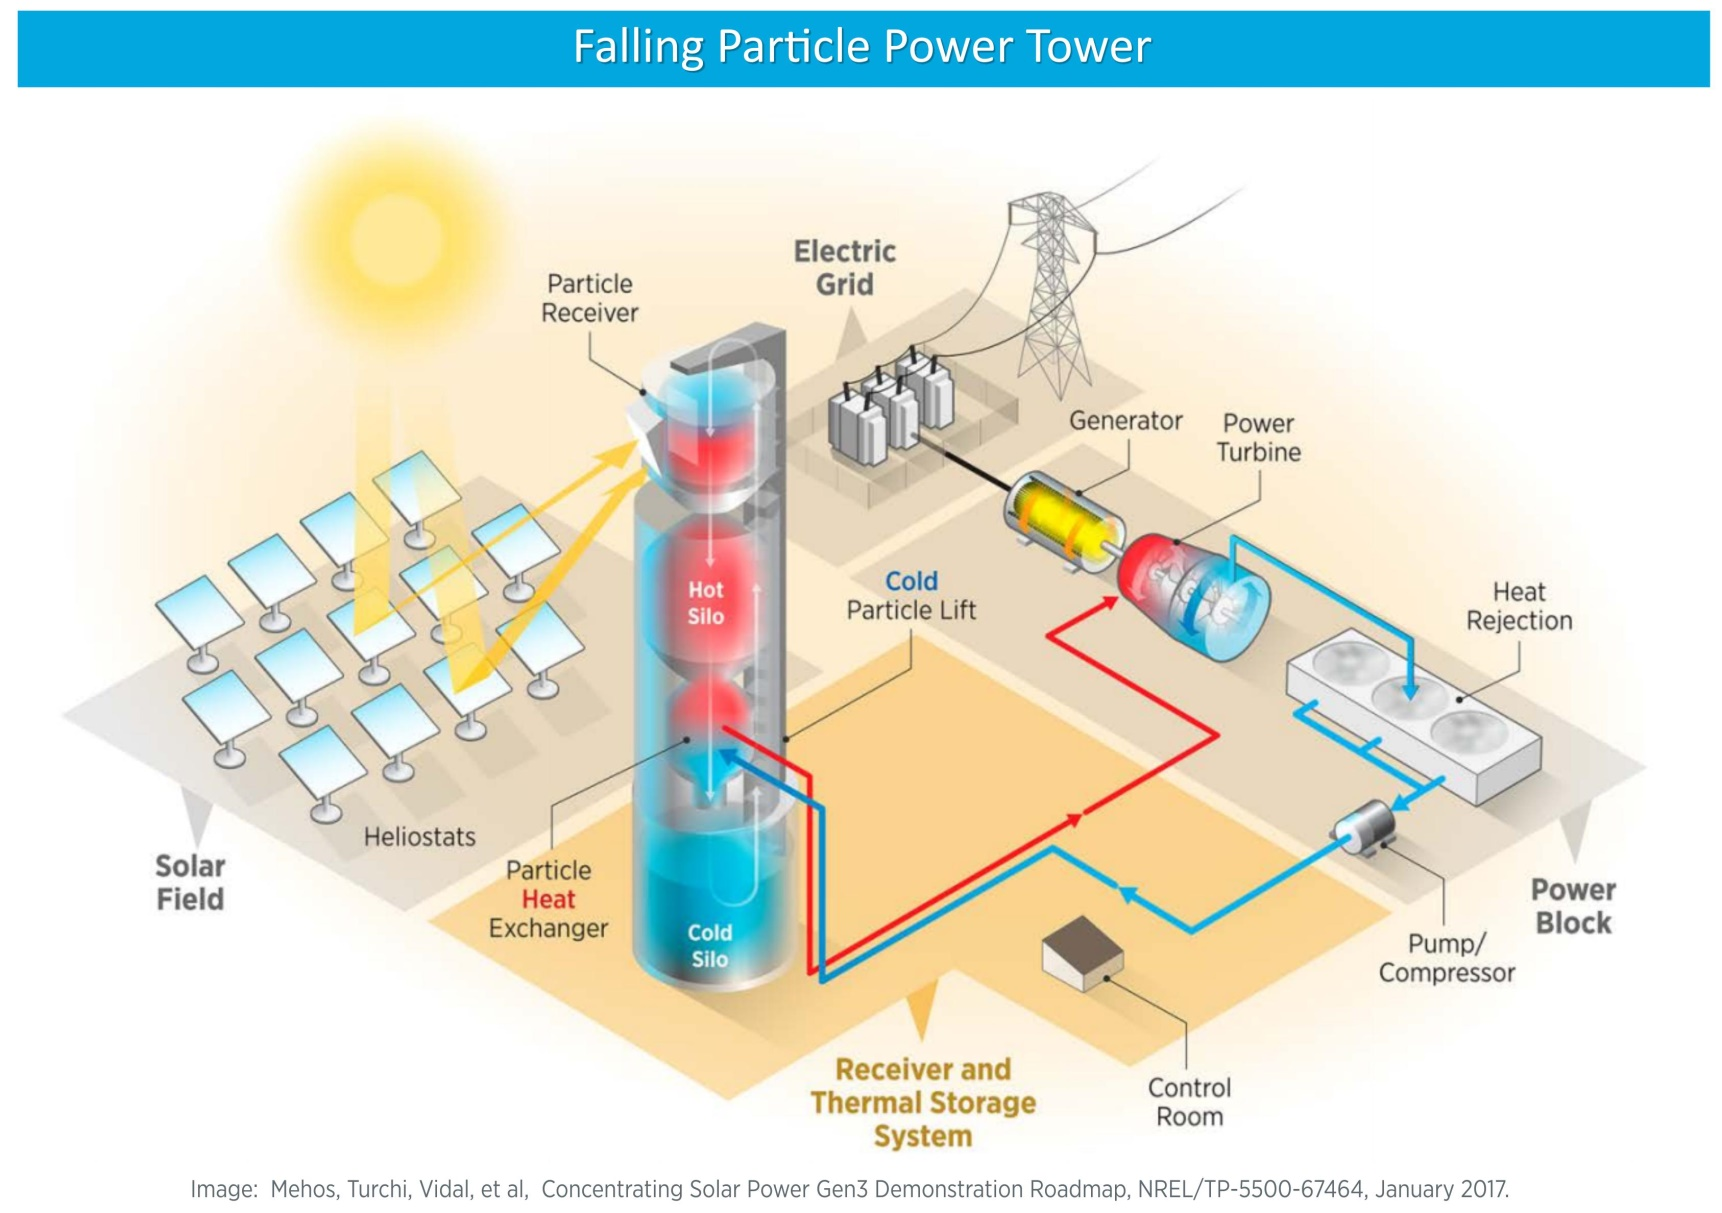 Falling Particle Power Tower
Electric
Grid
Particle
Receiver
Generator
Power
Turbine
Cold
Particle Lift
Hot
Silo
Heat
Rejection
Heliostats
Solar
Field
Particle
Heat
Exchanger
Cold
Silo
Power
Block
Pump/
Compressor
Receiver and
Thermal Storage
System
Control
Room
Image:  Mehos, Turchi, Vidal, et al,  Concentrating Solar Power Gen3 Demonstration Roadmap, NREL/TP-5500-67464, January 2017.